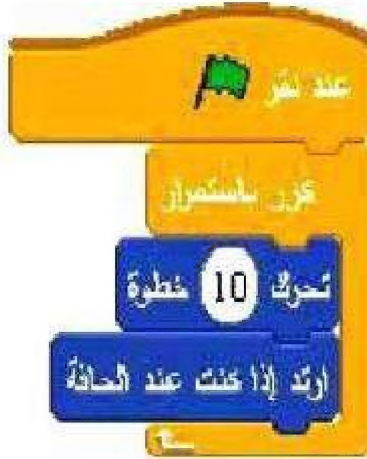 عند نقر
كرر باستمرار
تحرك 10 خطوة
ارتد إذا كنت عند الحافة